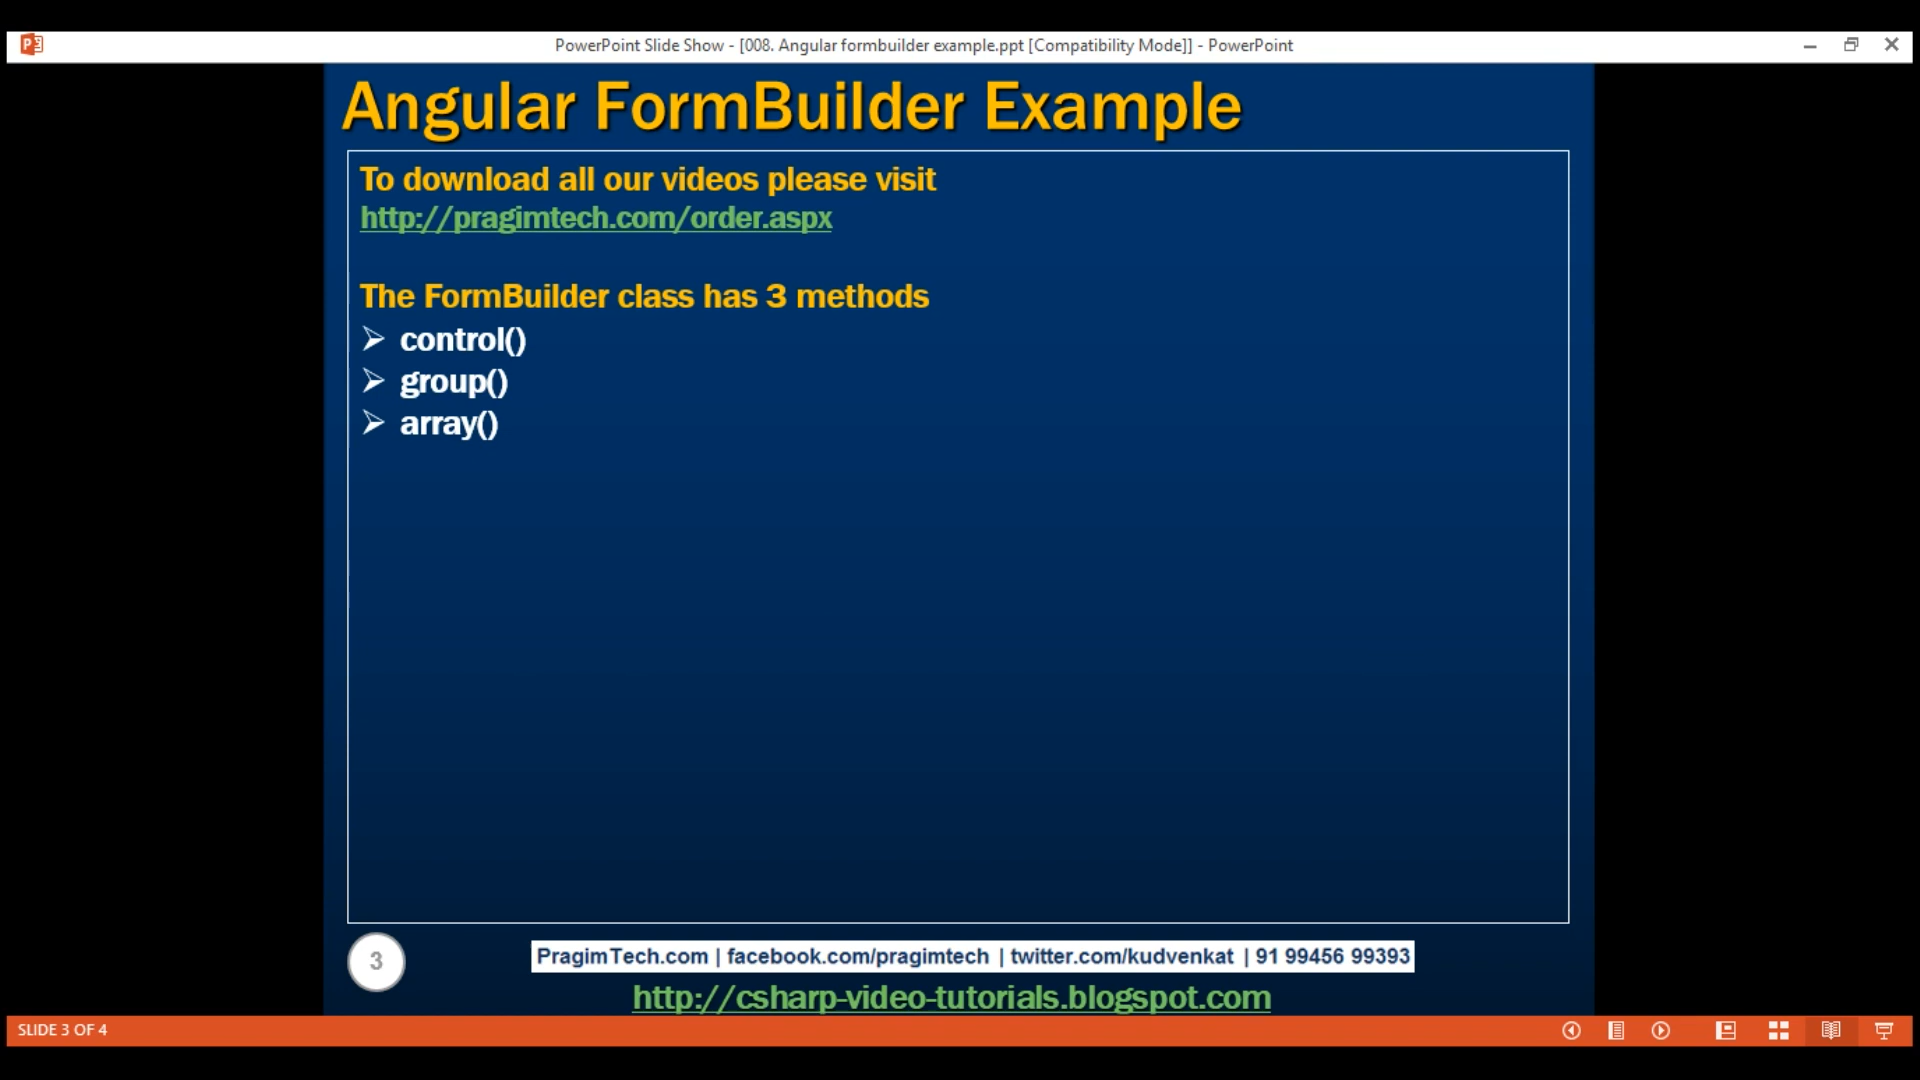 PowerPoint Slide Show - [008. Angular formbuilder example.ppt [Compatibility Mode]] - PowerPoint
Angular FormBuilder Example
To download all our videos please visit
http://pragimtech.com/order.aspx
The FormBuilder class has 3 methods
➢ control()
➢ group()
➢ array()
3
PragimTech.com | facebook.com/pragimtech | twitter.com/kudvenkat | 91 99456 99393
http://csharp-video-tutorials.blogspot.com
SLIDE 3 OF 4